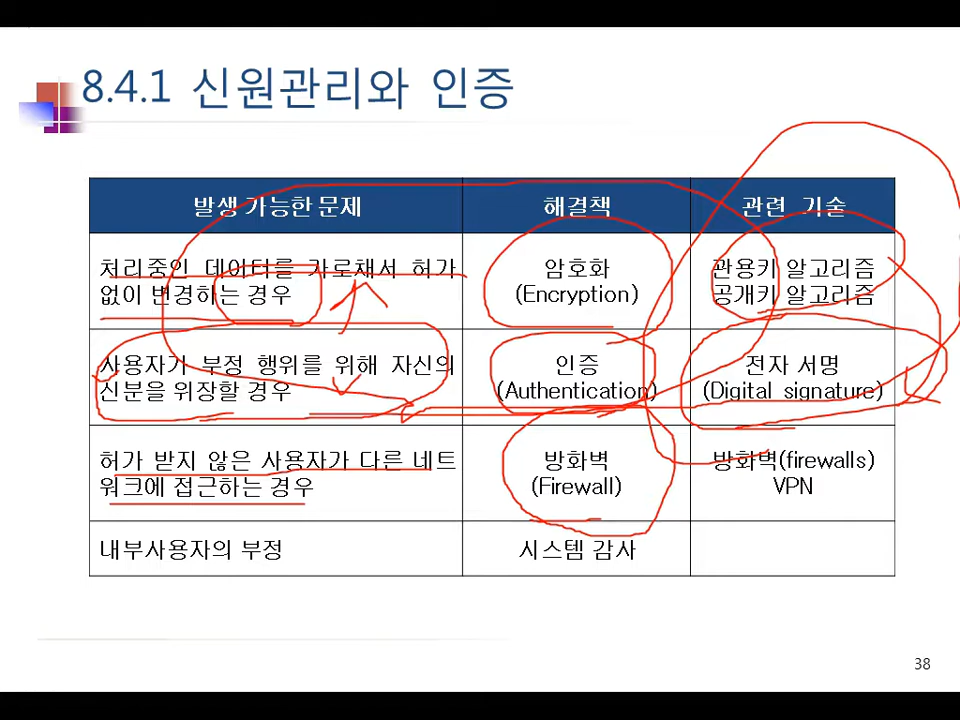 8.4.1 신원관리와 인증
발생 가능한 문제
해결책
관련 기술
처리중인 데이터를 가로채서 허가
없이 변경하는 경우
암호화
(Encryption)
관용키 알고리즘
공개키 알고리즘
사용자가 부정 행위를 위해 자신의
신분을 위장할 경우
인증
(Authentication)
전자 서명
(Digital signature)
허가 받지 않은 사용자가 다른 네트
워크에 접근하는 경우
방화벽
(Firewall)
방화벽(firewalls)
VPN
내부사용자의 부정
시스템 감사
38